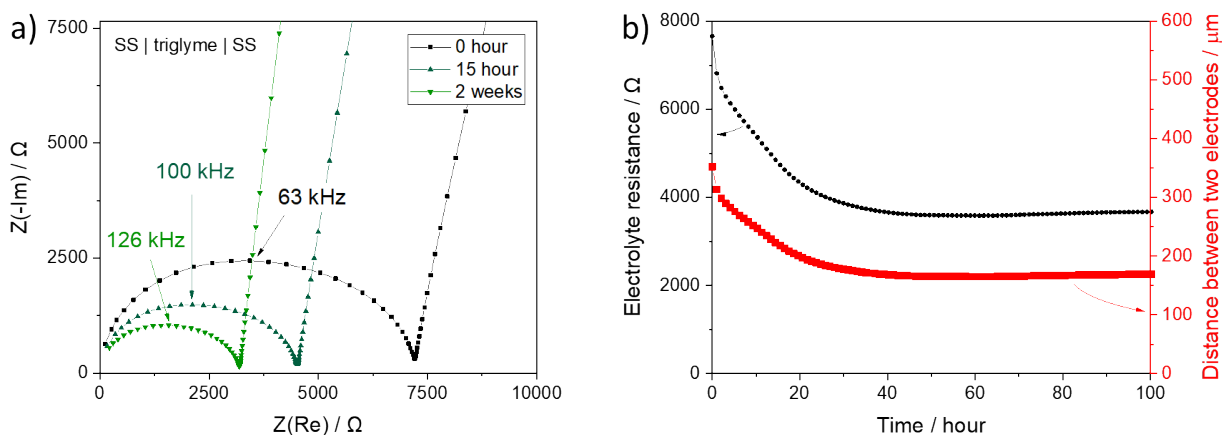 a)
SS | triglyme | SS
0 hour
15 hour
2 weeks
100 kHz
63 kHz
126 kHz
Z(-Im) / Ω
7500
5000
2500
0
0
2500
5000
7500
10000
Z(Re) / Ω
b)
Electrolyte resistance / Ω
8000
6000
4000
2000
0
0
20
40
60
80
100
Time / hour
600
500
400
300
200
100
0
Distance between two electrodes / μm